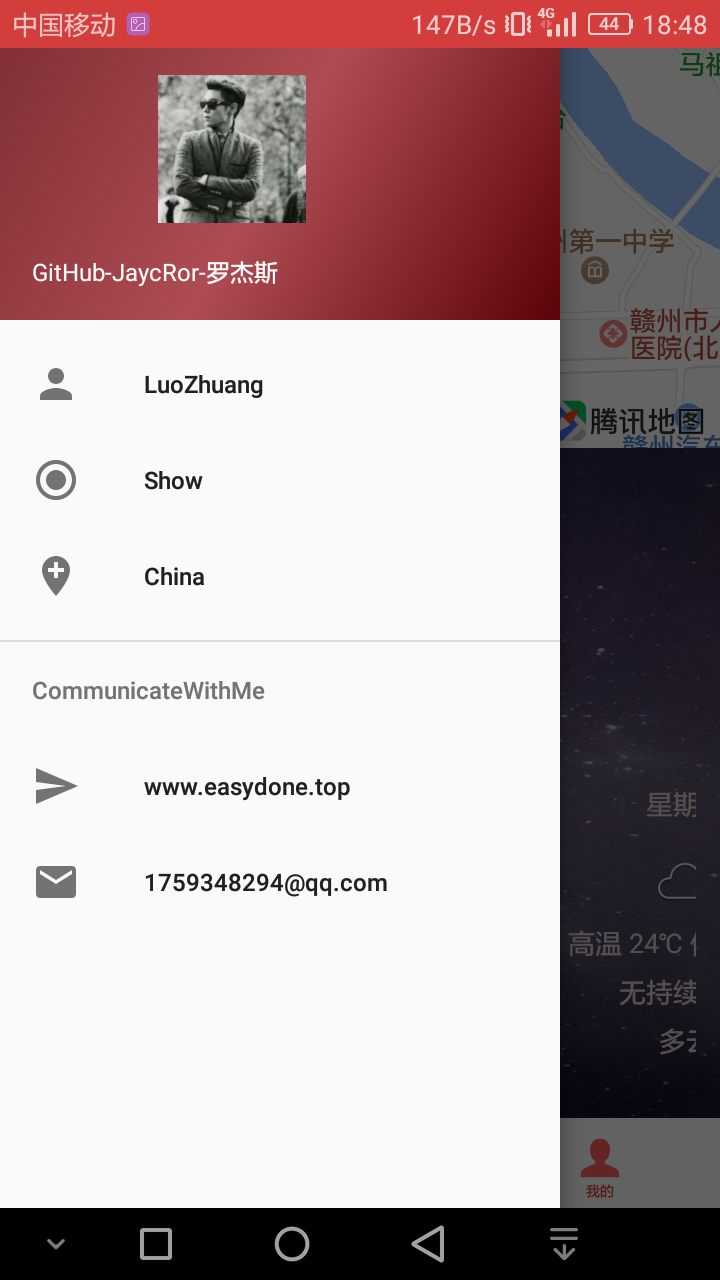 中国移动 147B/s 4G 44 18:48
GitHub-JaycRor-罗杰斯
LuoZhuang
Show
China
CommunicateWithMe
www.easydone.top
1759348294@qq.com
马祖
州第一中学
赣州市人
医院(北
腾讯地图
赣州汽车
星期
高温 24℃
无持续
多云
我的